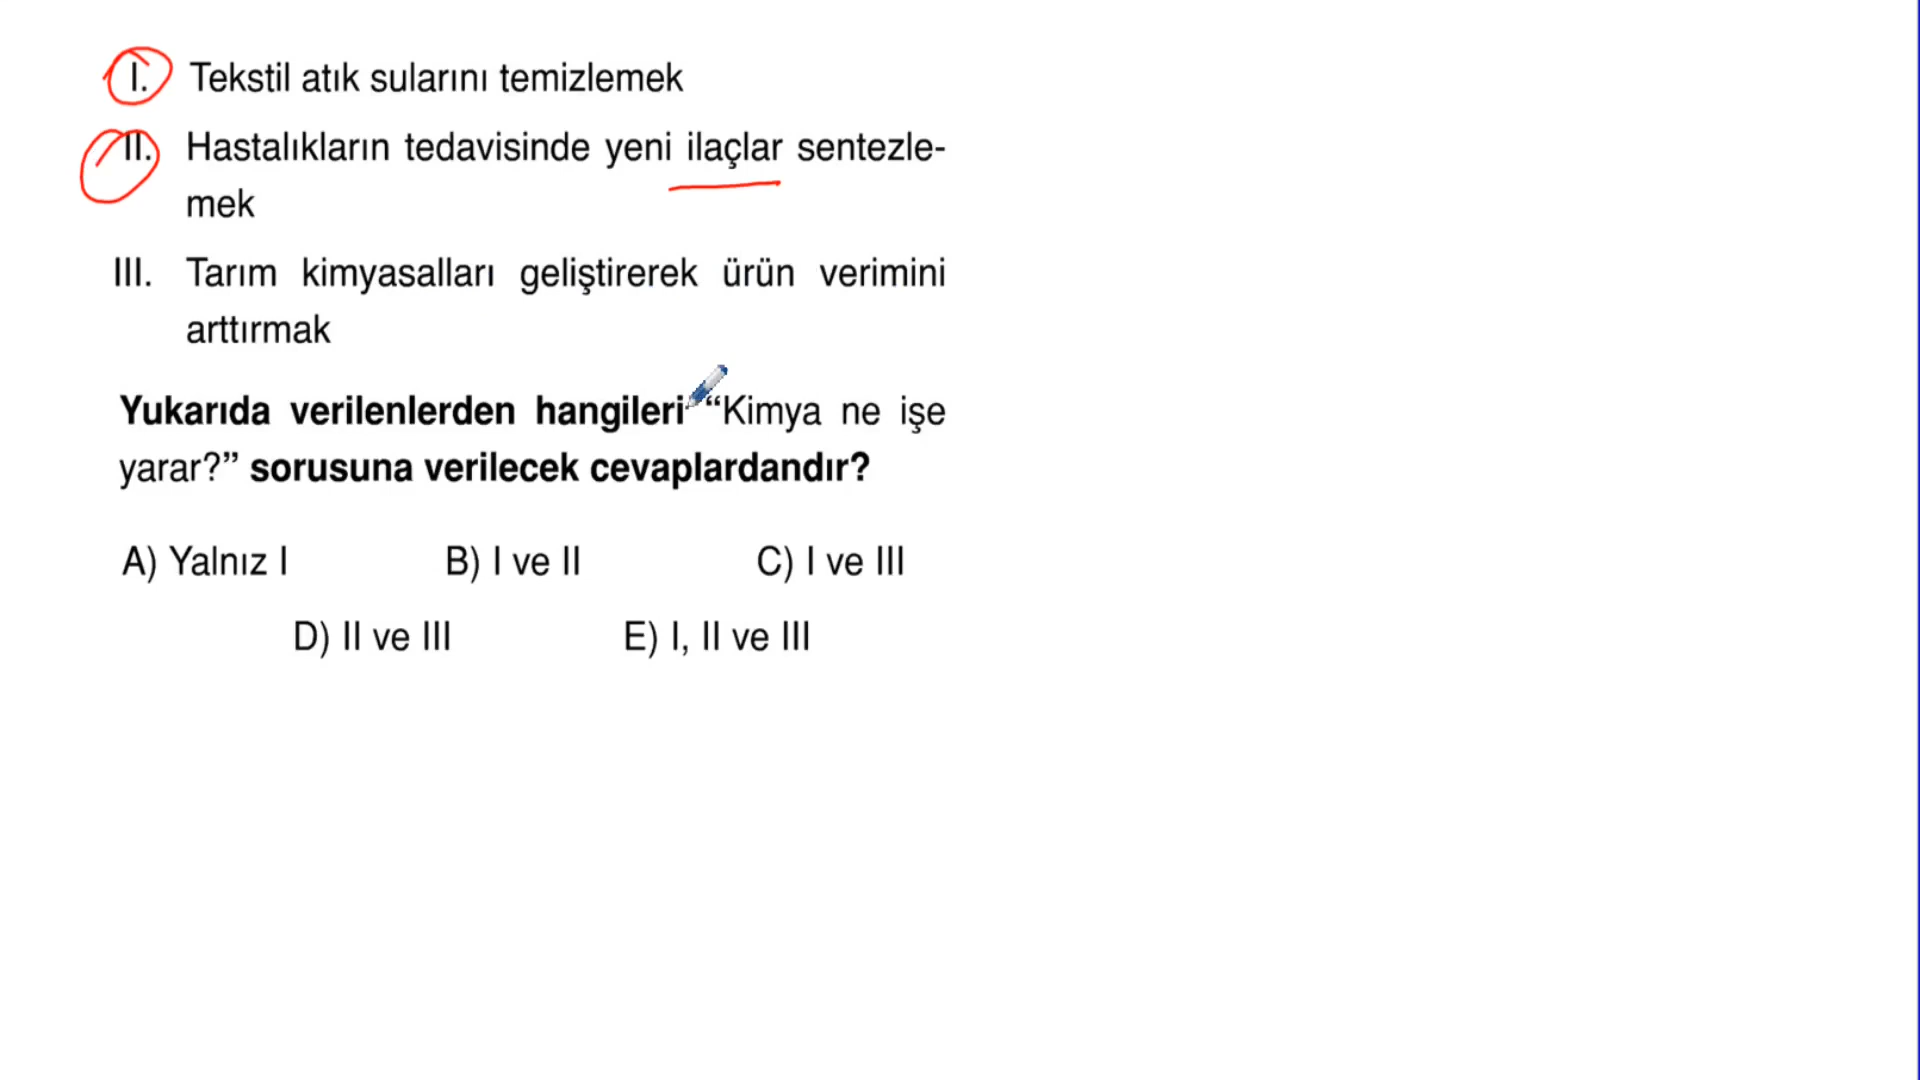 I. Tekstil atık sularını temizlemek
II. Hastalıkların tedavisinde yeni ilaçlar sentezle-
mek
III. Tarım kimyasalları geliştirerek ürün verimini
arttırmak
Yukarıda verilenlerden hangileri “Kimya ne işe
yarar?” sorusuna verilecek cevaplardandır?
A) Yalnız I B) I ve II C) I ve III
D) II ve III E) I, II ve III